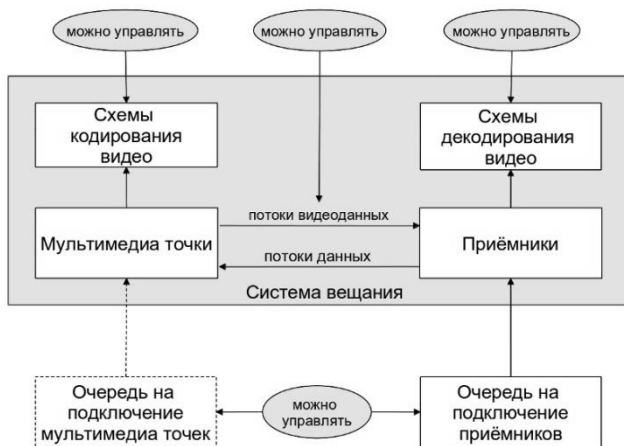 можно управлять
можно управлять
можно управлять
Схемы
кодирования
видео
Схемы
декодирования
видео
потоки видеоданных
Мультимедиа точки
Приёмники
потоки данных
Система вещания
Очередь на
подключение
мультимедиа точек
можно
управлять
Очередь на
подключение
приёмников